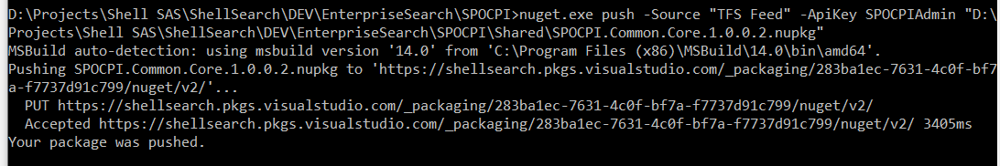 D:\Projects\Shell SAS\ShellSearch\DEV\EnterpriseSearch\SPOCPI>nuget.exe push -Source "TFS Feed" -ApiKey SPOCPIAdmin "D:\
Projects\Shell SAS\ShellSearch\DEV\EnterpriseSearch\SPOCPI\Shared\SPOCPI.Common.Core.1.0.0.2.nupkg"
MSBuild auto-detection: using msbuild version '14.0' from 'C:\Program Files (x86)\MSBuild\14.0\bin\amd64'.
Pushing SPOCPI.Common.Core.1.0.0.2.nupkg to 'https://shellsearch.pkgs.visualstudio.com/_packaging/283ba1ec-7631-4c0f-bf7
a-f7737d91c799/nuget/v2/'...
  PUT https://shellsearch.pkgs.visualstudio.com/_packaging/283ba1ec-7631-4c0f-bf7a-f7737d91c799/nuget/v2/
  Accepted https://shellsearch.pkgs.visualstudio.com/_packaging/283ba1ec-7631-4c0f-bf7a-f7737d91c799/nuget/v2/ 3405ms
Your package was pushed.